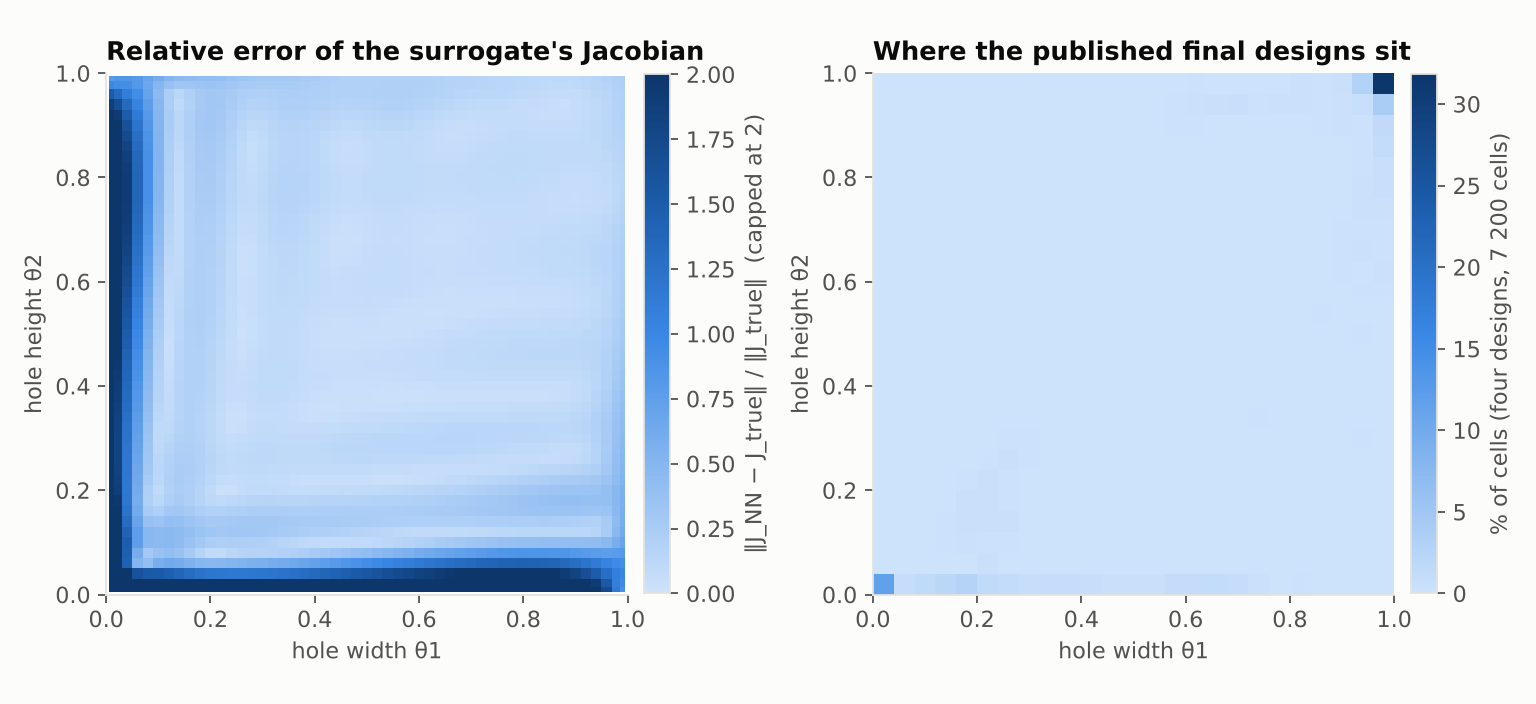 Relative error of the surrogate's Jacobian
1.0
0.8
0.6
0.4
0.2
0.0
hole height θ2
0.0 0.2 0.4 0.6 0.8 1.0
hole width θ1
2.00
1.75
1.50
1.25
1.00
0.75
0.50
0.25
0.00
‖J_NN − J_true‖ / ‖J_true‖ (capped at 2)
Where the published final designs sit
1.0
0.8
0.6
0.4
0.2
0.0
hole height θ2
0.0 0.2 0.4 0.6 0.8 1.0
hole width θ1
30
25
20
15
10
5
0
% of cells (four designs, 7 200 cells)